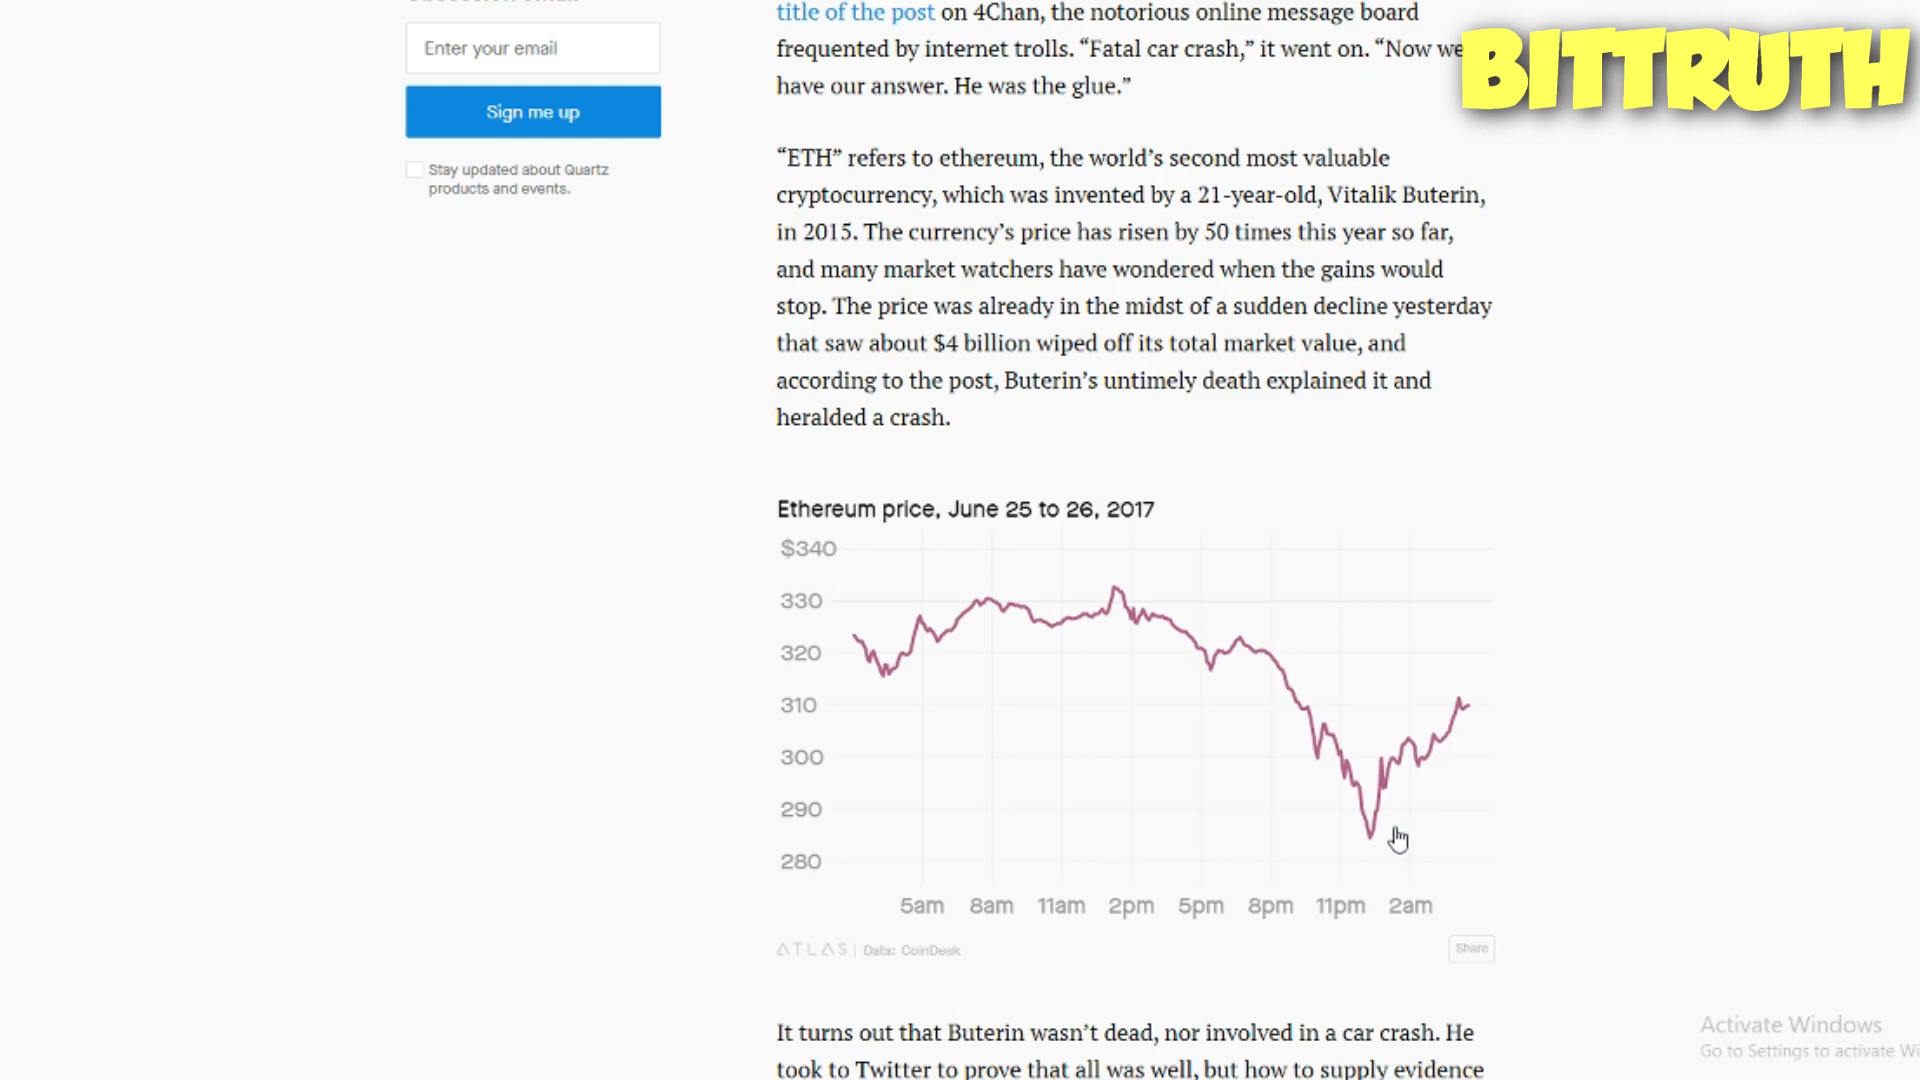 title of the post on 4Chan, the notorious online message board
frequented by internet trolls. “Fatal car crash,” it went on. “Now we
have our answer. He was the glue.”
BITTRUTH
Enter your email
Sign me up
Stay updated about Quartz
products and events.
“ETH” refers to ethereum, the world’s second most valuable
cryptocurrency, which was invented by a 21-year-old, Vitalik Buterin,
in 2015. The currency’s price has risen by 50 times this year so far,
and many market watchers have wondered when the gains would
stop. The price was already in the midst of a sudden decline yesterday
that saw about $4 billion wiped off its total market value, and
according to the post, Buterin’s untimely death explained it and
heralded a crash.
Ethereum price, June 25 to 26, 2017
$340
330
320
310
300
290
280
5am 8am 11am 2pm 5pm 8pm 11pm 2am
ATLAS | Data: CoinDesk
Share
It turns out that Buterin wasn’t dead, nor involved in a car crash. He
took to Twitter to prove that all was well, but how to supply evidence
Activate Windows
Go to Settings to activate Wi